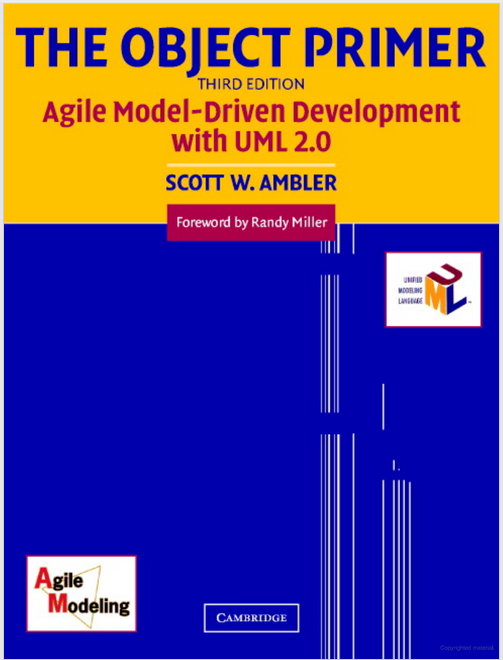 THE OBJECT PRIMER
THIRD EDITION
Agile Model-Driven Development
with UML 2.0
SCOTT W. AMBLER
Foreword by Randy Miller
UNIFIED
MODELING
LANGUAGE
UML
Agile
Modeling
CAMBRIDGE
Copyrighted material